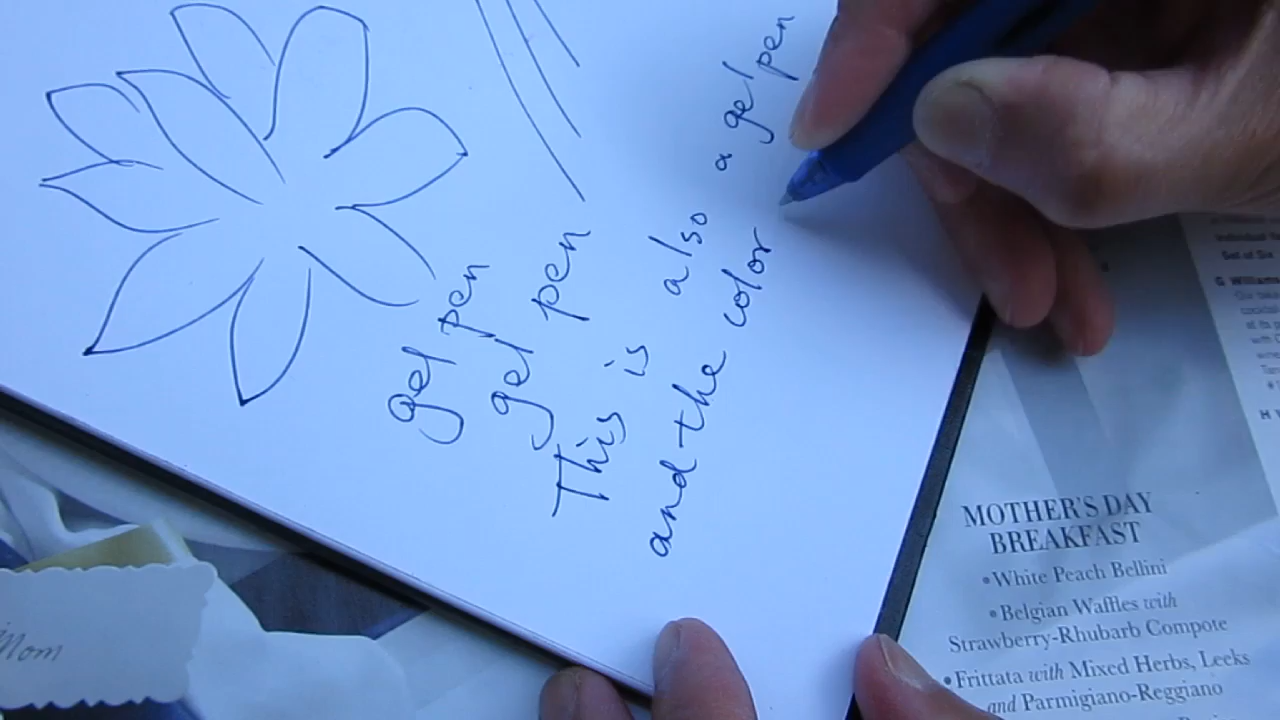 gel pen
gel pen
This is also a gel pen
and the color
Mom
G Williams
H
MOTHER'S DAY
BREAKFAST
•White Peach Bellini
•Belgian Waffles with
Strawberry-Rhubarb Compote
•Frittata with Mixed Herbs, Leeks
and Parmigiano-Reggiano